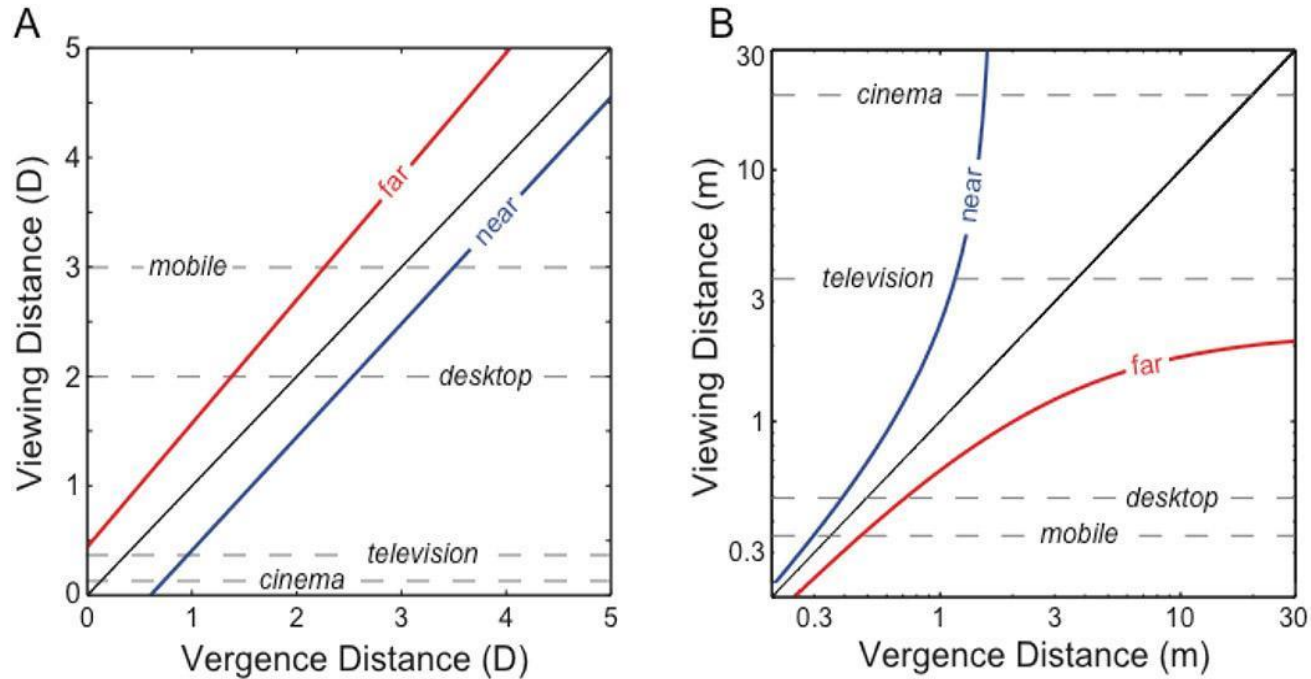 A
5
4
3
2
1
0
Viewing Distance (D)
far
near
mobile
desktop
television
cinema
0
1
2
3
4
5
Vergence Distance (D)
B
30
10
3
1
0.3
Viewing Distance (m)
cinema
near
television
far
desktop
mobile
0.3
1
3
10
30
Vergence Distance (m)